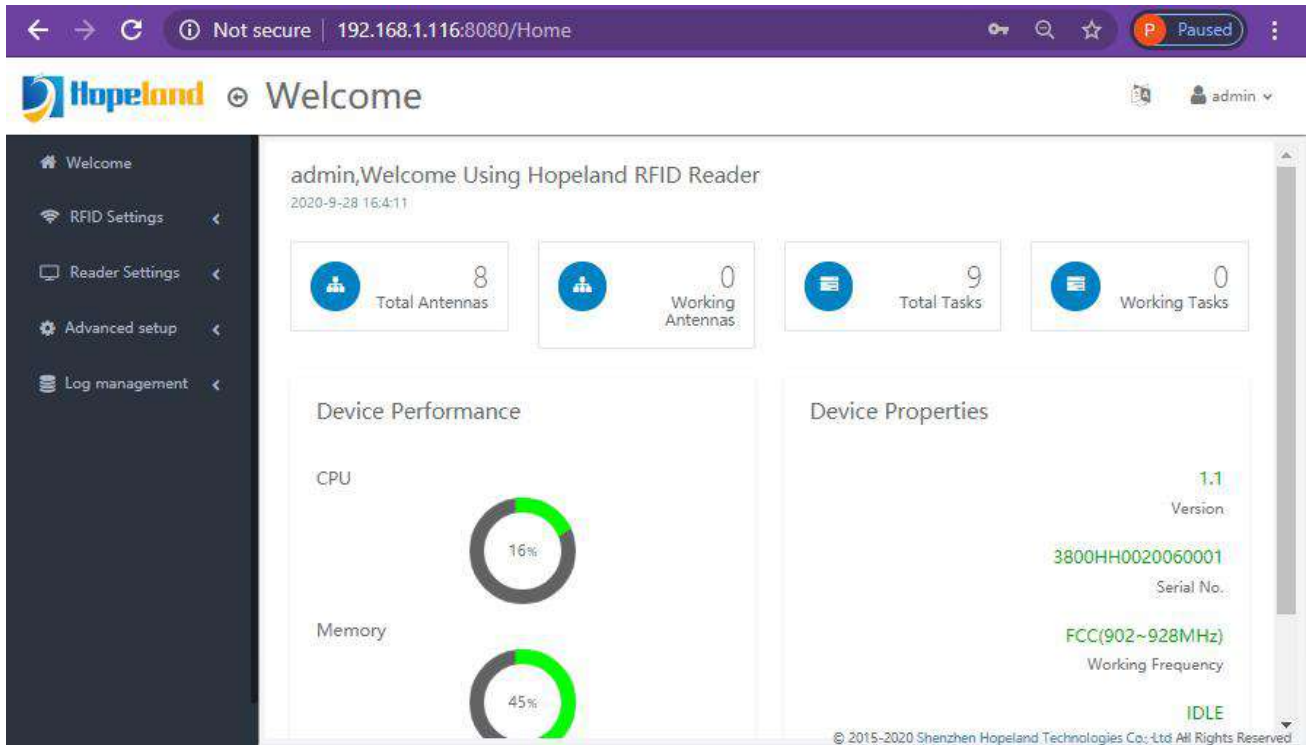 Not secure | 192.168.1.116:8080/Home
P Paused
Hopeland Welcome
admin
Welcome
RFID Settings
Reader Settings
Advanced setup
Log management
admin,Welcome Using Hopeland RFID Reader
2020-9-28 16:4:11
8
Total Antennas
0
Working
Antennas
9
Total Tasks
0
Working Tasks
Device Performance
CPU
16%
Memory
45%
Device Properties
1.1
Version
3800HH0020060001
Serial No.
FCC(902~928MHz)
Working Frequency
IDLE
© 2015-2020 Shenzhen Hopeland Technologies Co.,Ltd All Rights Reserved